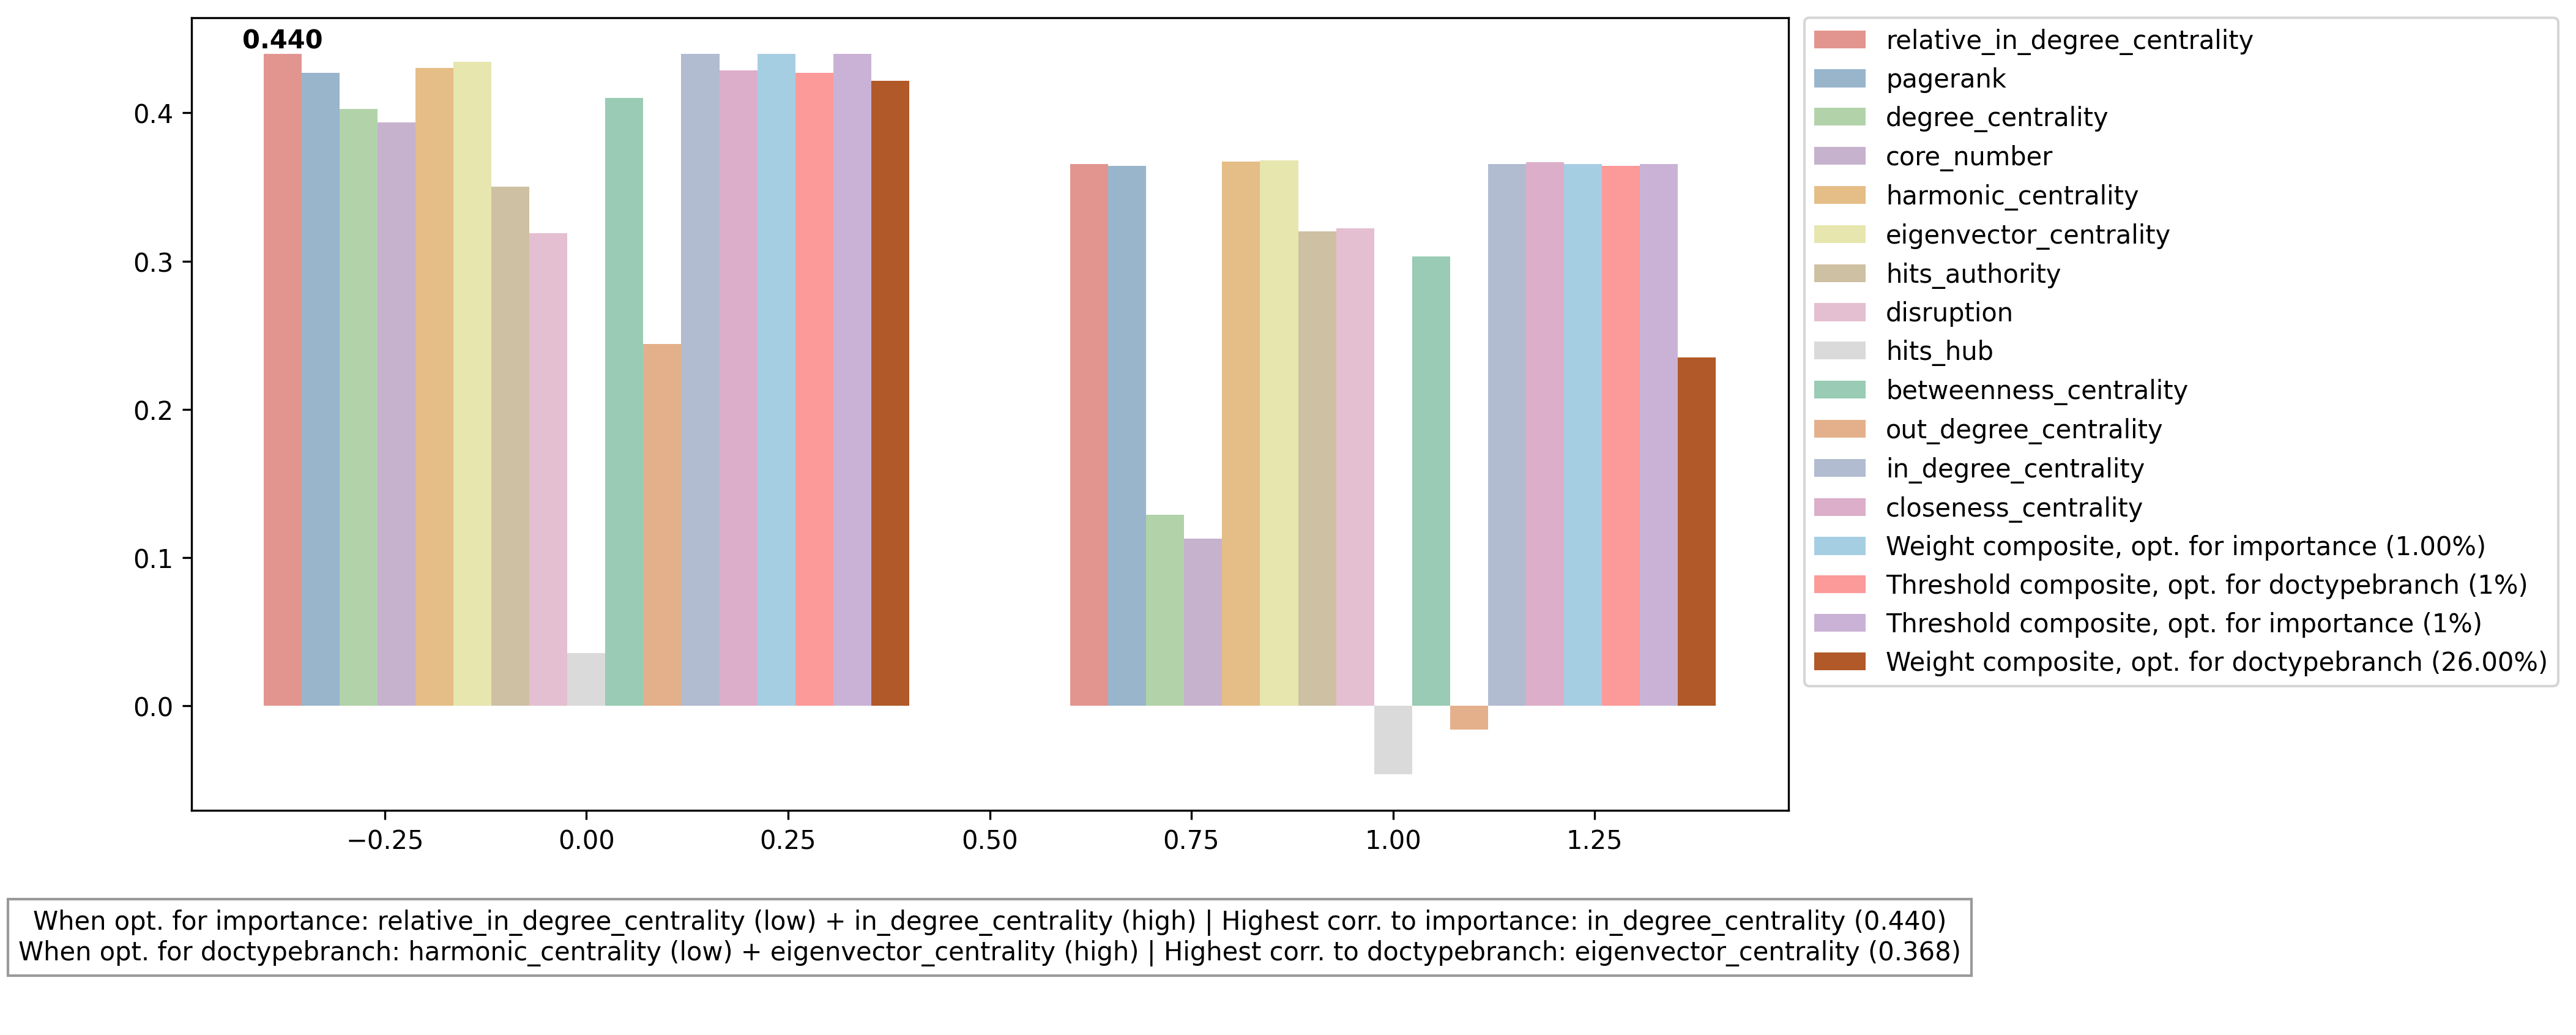 0.440
0.4
0.3
0.2
0.1
0.0
−0.25
0.00
0.25
0.50
0.75
1.00
1.25
relative_in_degree_centrality
pagerank
degree_centrality
core_number
harmonic_centrality
eigenvector_centrality
hits_authority
disruption
hits_hub
betweenness_centrality
out_degree_centrality
in_degree_centrality
closeness_centrality
Weight composite, opt. for importance (1.00%)
Threshold composite, opt. for doctypebranch (1%)
Threshold composite, opt. for importance (1%)
Weight composite, opt. for doctypebranch (26.00%)
When opt. for importance: relative_in_degree_centrality (low) + in_degree_centrality (high) | Highest corr. to importance: in_degree_centrality (0.440)
When opt. for doctypebranch: harmonic_centrality (low) + eigenvector_centrality (high) | Highest corr. to doctypebranch: eigenvector_centrality (0.368)